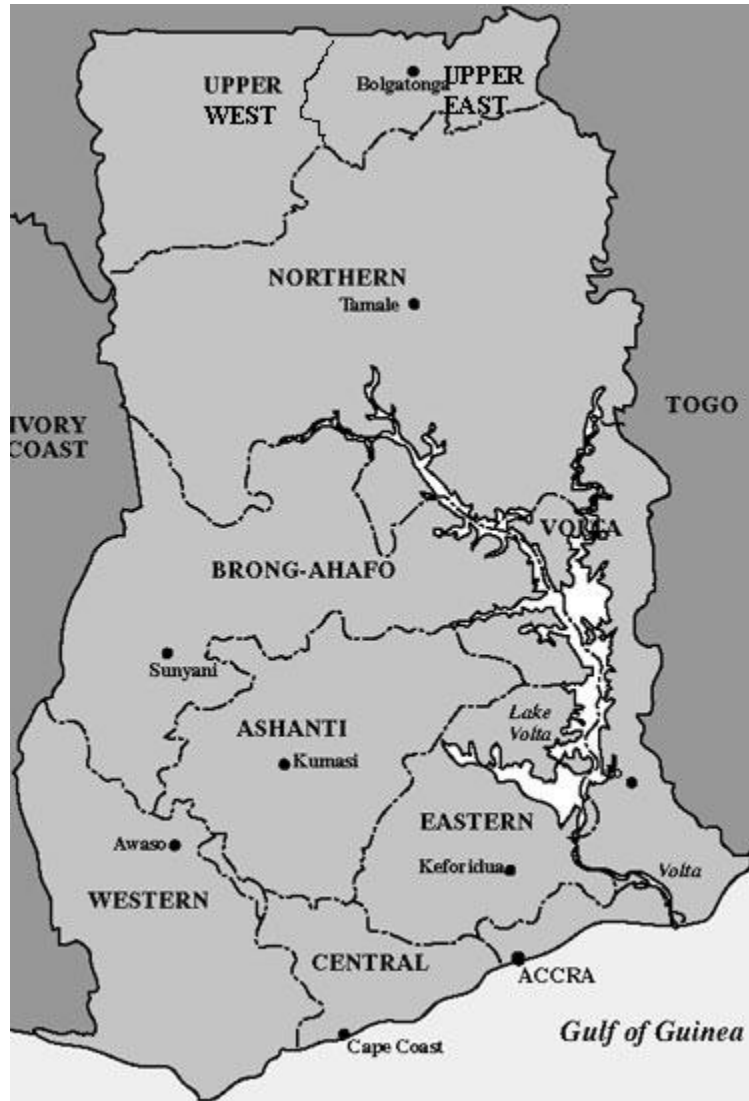 UPPER
WEST
Bolgatonga
UPPER
EAST
NORTHERN
Tamale
IVORY
COAST
TOGO
VOLTA
BRONG-AHAFO
Sunyani
Lake
Volta
ASHANTI
Kumasi
EASTERN
Awaso
Keforidua
Volta
WESTERN
CENTRAL
ACCRA
Cape Coast
Gulf of Guinea